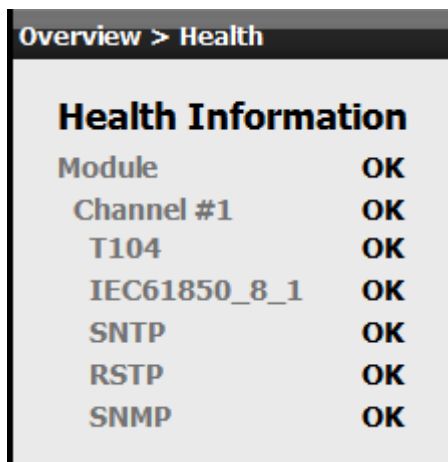 Overview > Health
Health Information
Module OK
Channel #1 OK
T104 OK
IEC61850_8_1 OK
SNTP OK
RSTP OK
SNMP OK